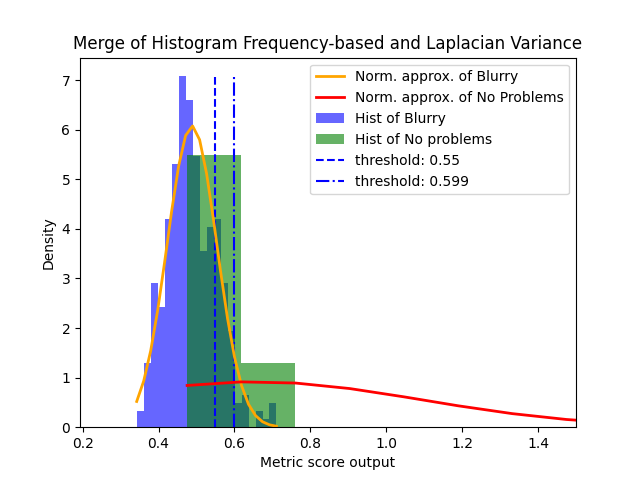 Merge of Histogram Frequency-based and Laplacian Variance
Norm. approx. of Blurry
Norm. approx. of No Problems
Hist of Blurry
Hist of No problems
threshold: 0.55
threshold: 0.599
Density
7
6
5
4
3
2
1
0
0.2 0.4 0.6 0.8 1.0 1.2 1.4
Metric score output